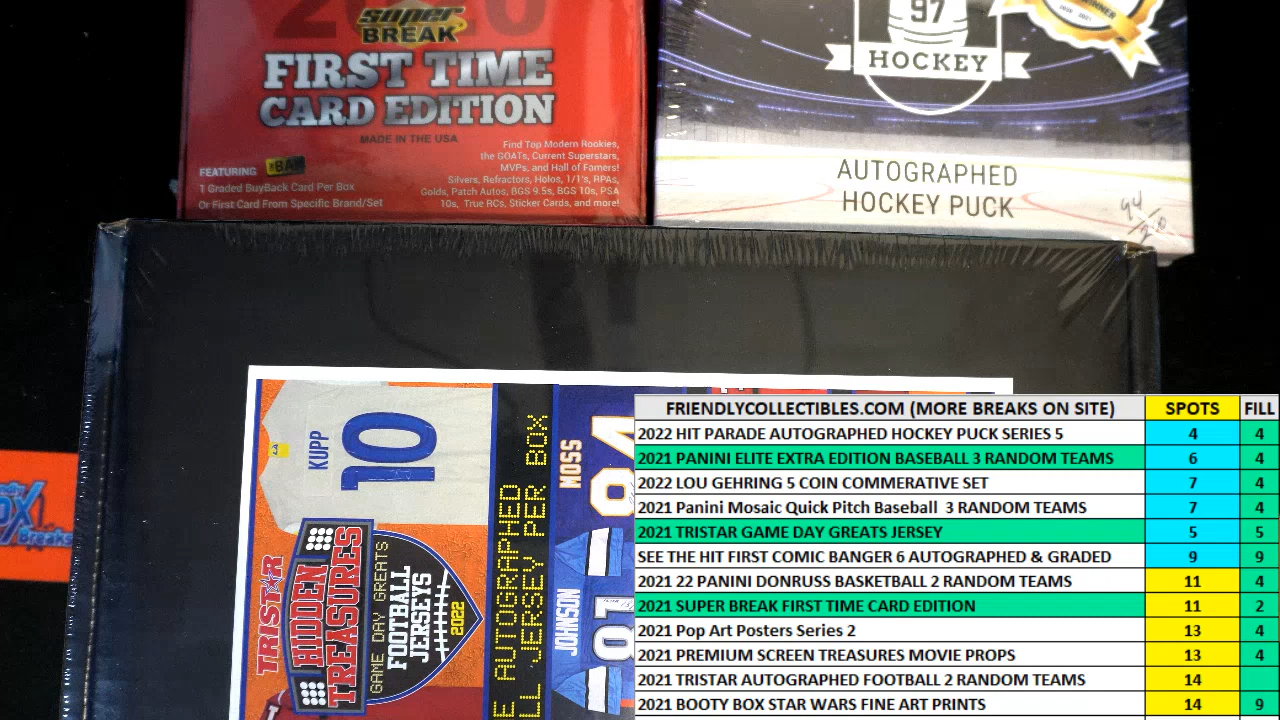 2020
super
BREAK
FIRST TIME
CARD EDITION
MADE IN THE USA
FEATURING
1 Graded BuyBack Card Per Box
Or First Card From Specific Brand/Set
Find Top Modern Rookies,
the GOATs, Current Superstars,
MVPs, and Hall of Famers!
Silvers, Refractors, Holos, 1/1's, RPAs,
Golds, Patch Autos, BGS 9.5s, BGS 10s, PSA
10s, True RCs, Sticker Cards, and more!
97
HOCKEY
WINNER
AUTOGRAPHED
HOCKEY PUCK
Breaks
KUPP
10
TRISTAR
HIDDEN
TREASURES
GAME DAY GREATS
FOOTBALL
JERSEYS
2022
AUTOGRAPHED
JERSEY PER BOX
MOSS
84
JOHNSON
81
FRIENDLYCOLLECTIBLES.COM (MORE BREAKS ON SITE) SPOTS FILL
2022 HIT PARADE AUTOGRAPHED HOCKEY PUCK SERIES 5 4 4
2021 PANINI ELITE EXTRA EDITION BASEBALL 3 RANDOM TEAMS 6 4
2022 LOU GEHRING 5 COIN COMMERATIVE SET 7 4
2021 Panini Mosaic Quick Pitch Baseball 3 RANDOM TEAMS 7 4
2021 TRISTAR GAME DAY GREATS JERSEY 5 5
SEE THE HIT FIRST COMIC BANGER 6 AUTOGRAPHED & GRADED 9 9
2021 22 PANINI DONRUSS BASKETBALL 2 RANDOM TEAMS 11 4
2021 SUPER BREAK FIRST TIME CARD EDITION 11 2
2021 Pop Art Posters Series 2 13 4
2021 PREMIUM SCREEN TREASURES MOVIE PROPS 13 4
2021 TRISTAR AUTOGRAPHED FOOTBALL 2 RANDOM TEAMS 14
2021 BOOTY BOX STAR WARS FINE ART PRINTS 14 9